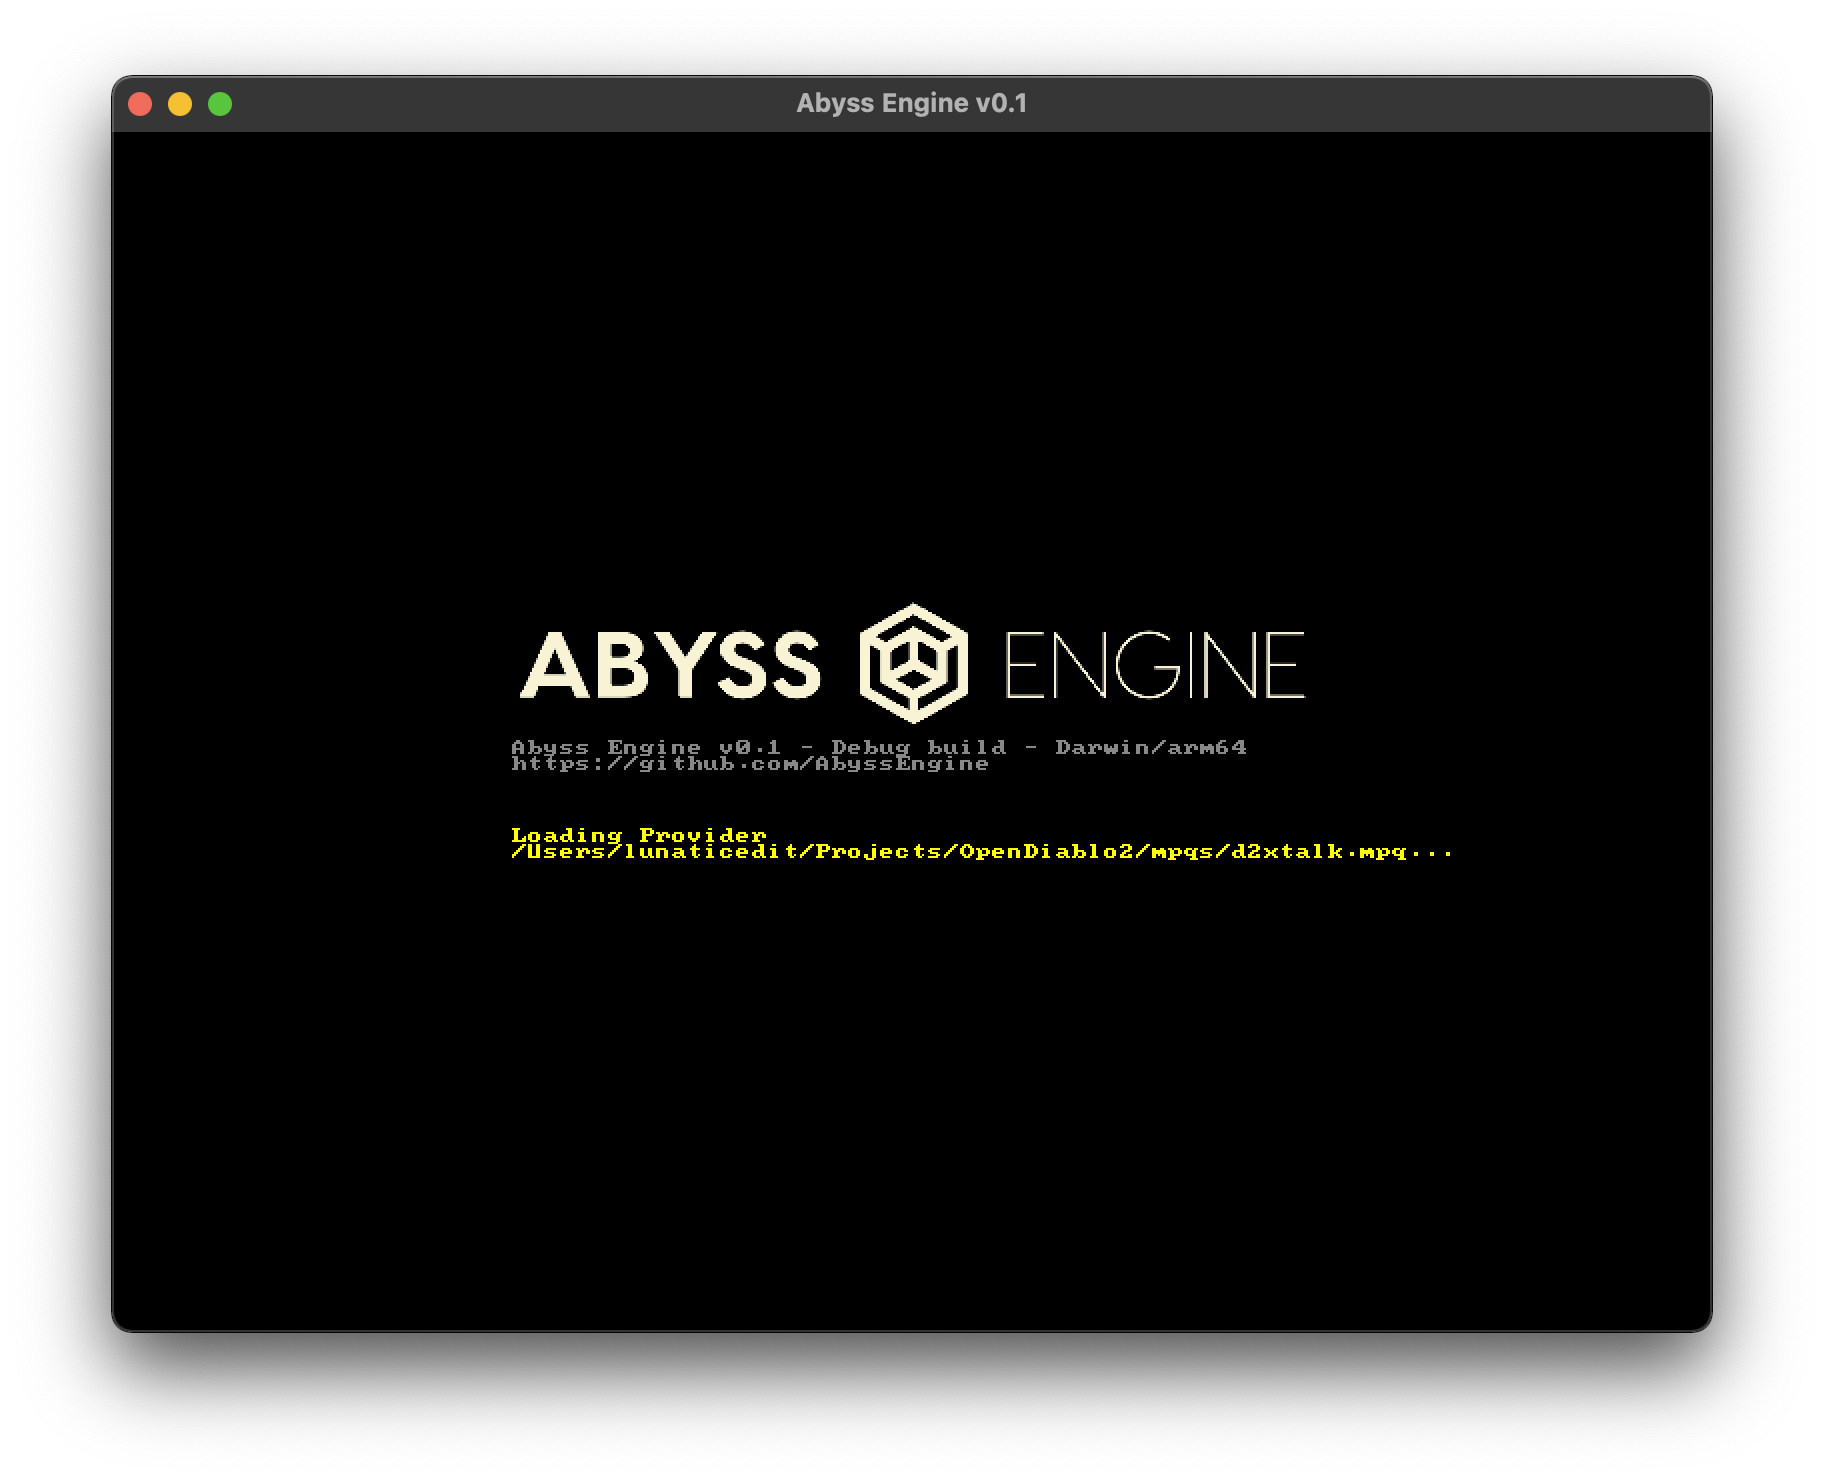 Abyss Engine v0.1
ABYSS ENGINE
Abyss Engine v0.1 - Debug build - Darwin/arm64
https://github.com/AbyssEngine
Loading Provider
/Users/lunaticedit/Projects/OpenDiablo2/mpqs/d2xtalk.mpq...